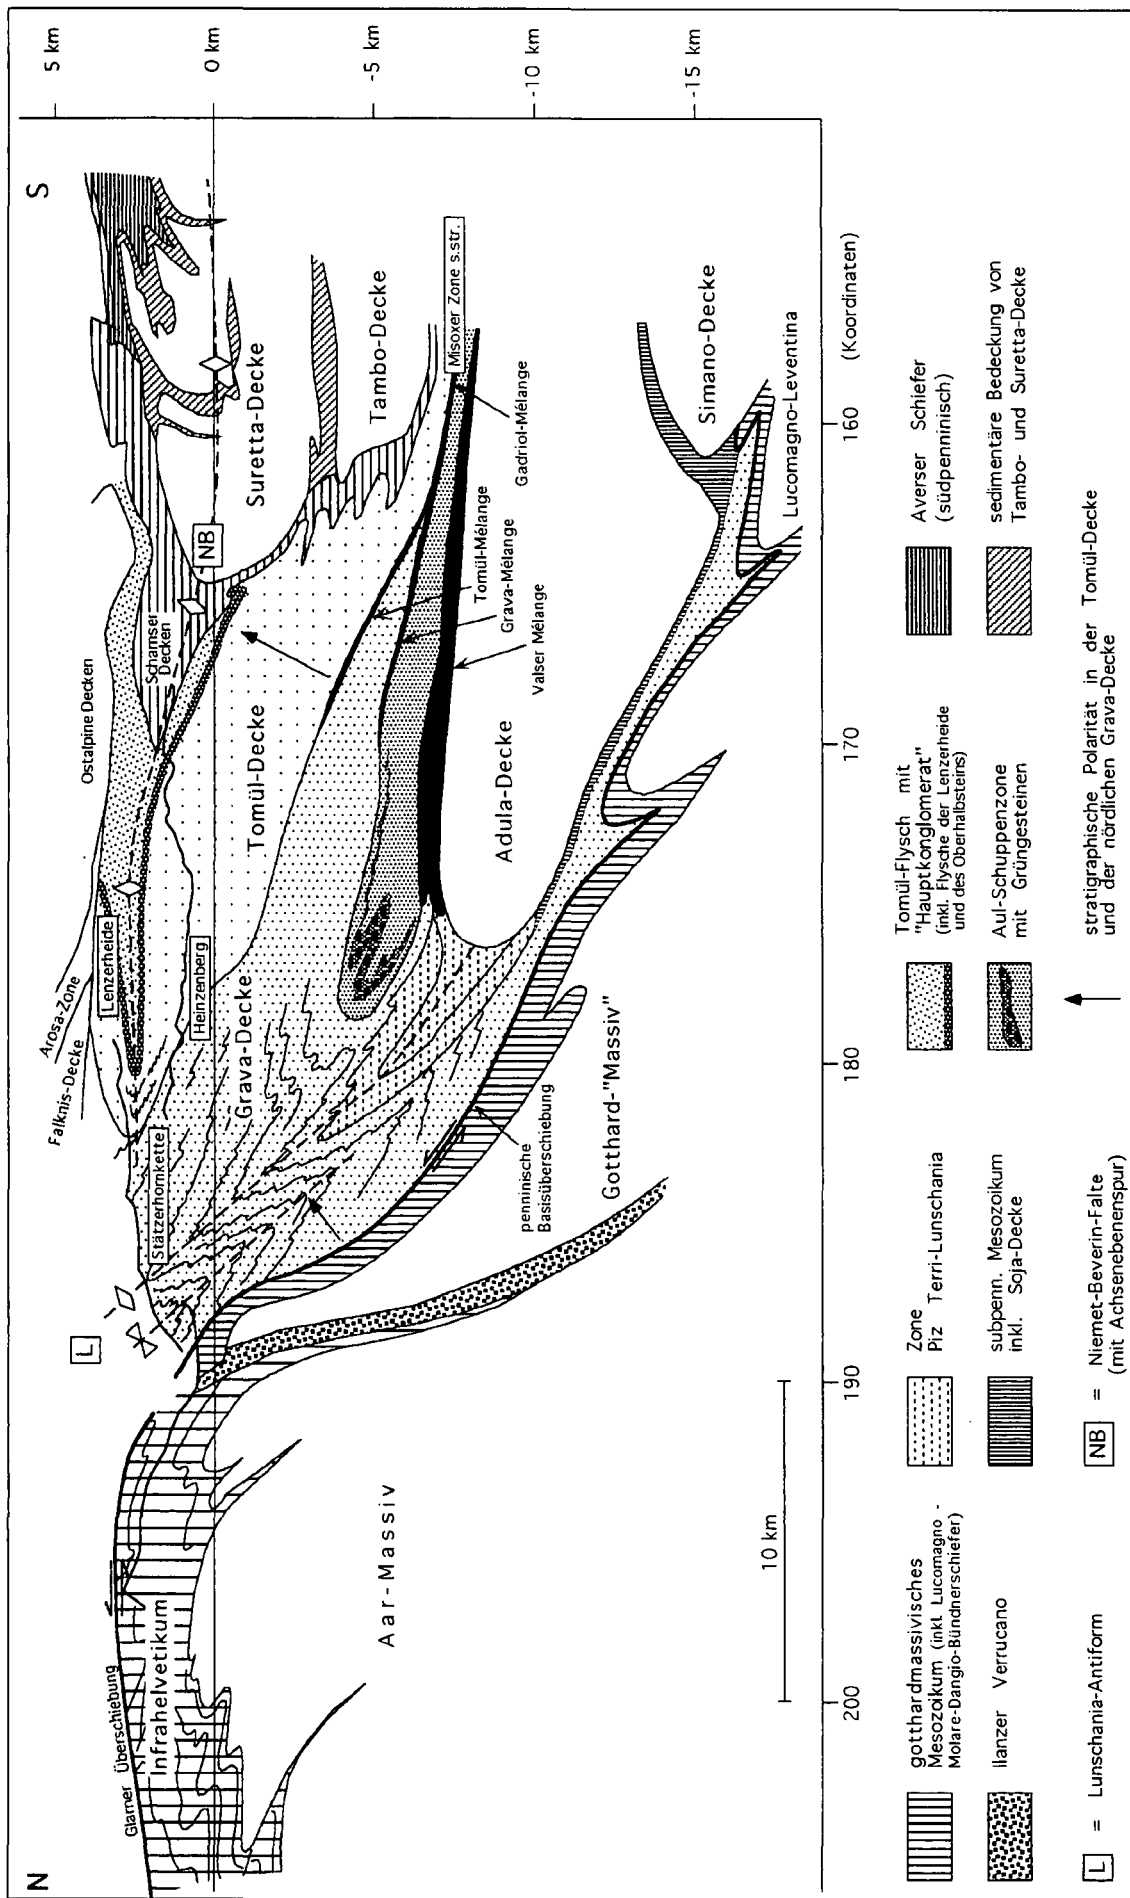 N
S
5 km
0 km
-5 km
-10 km
-15 km
Glarner Überschiebung
Infrahelvetikum
Aar-Massiv
L
Falknis-Decke
Arosa-Zone
Ostalpine Decken
Stätzerhornkette
Lenzerheide
Heinzenberg
Schamser
Decken
NB
Suretta-Decke
Tambo-Decke
Tomül-Decke
Grava-Decke
Misoxer Zone s.str.
Gadriol-Mélange
Tomül-Mélange
Grava-Mélange
Valser Mélange
Adula-Decke
Simano-Decke
Lucomagno-Leventina
penninische
Basisüberschiebung
Gotthard-"Massiv"
10 km
200
190
180
170
160
(Koordinaten)
gotthardmassivisches
Mesozoikum (inkl. Lucomagno -
Molare-Dangio-Bündnerschiefer)
Zone
Piz Terri-Lunschania
Tomül-Flysch mit
"Hauptkonglomerat"
(inkl. Flysche der Lenzerheide
und des Oberhalbsteins)
Averser Schiefer
(südpenninisch)
Ilanzer Verrucano
subpenn. Mesozoikum
inkl. Soja-Decke
Aul-Schuppenzone
mit Grüngesteinen
sedimentäre Bedeckung von
Tambo- und Suretta-Decke
L = Lunschania-Antiform
NB = Niemet-Beverin-Falte
(mit Achsenebenenspur)
stratigraphische Polarität in der Tomül-Decke
und der nördlichen Grava-Decke